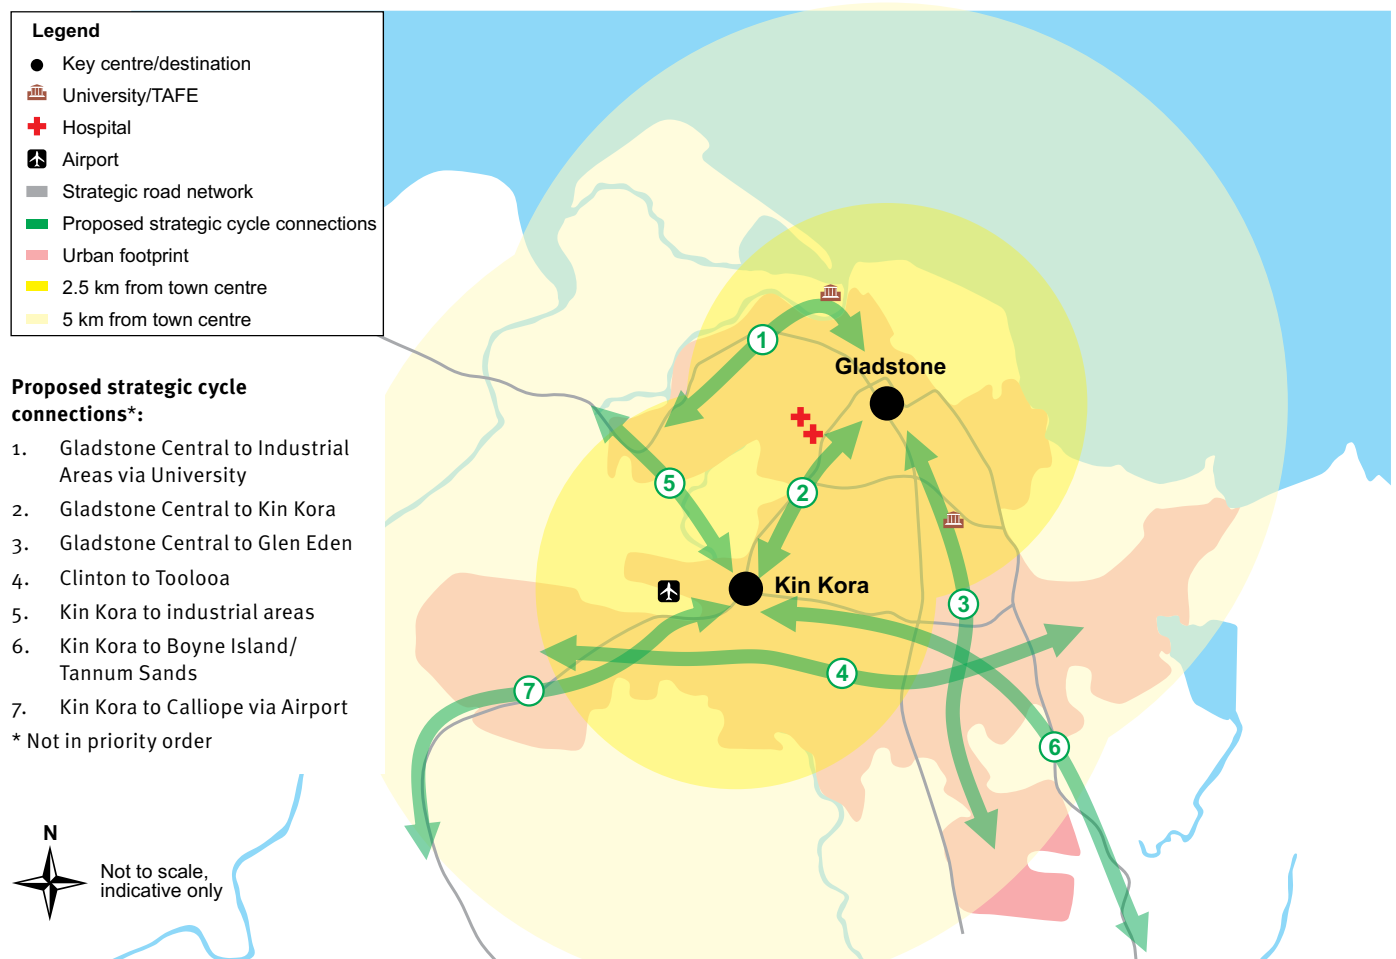 Legend
Key centre/destination
University/TAFE
Hospital
Airport
Strategic road network
Proposed strategic cycle connections
Urban footprint
2.5 km from town centre
5 km from town centre
Proposed strategic cycle
connections*:
1. Gladstone Central to Industrial
Areas via University
2. Gladstone Central to Kin Kora
3. Gladstone Central to Glen Eden
4. Clinton to Toolooa
5. Kin Kora to industrial areas
6. Kin Kora to Boyne Island/
Tannum Sands
7. Kin Kora to Calliope via Airport
* Not in priority order
N
Not to scale,
indicative only
1
Gladstone
5
2
Kin Kora
3
4
7
6